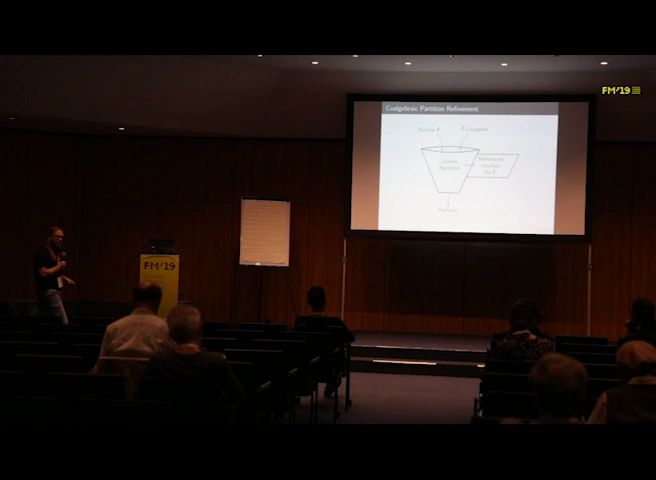 FM'19
Coalgebraic Partition Refinement
Functor F
F-Coalgebra
Generic
Algorithm
Refinement
Interface
for F
Partition
FM'19